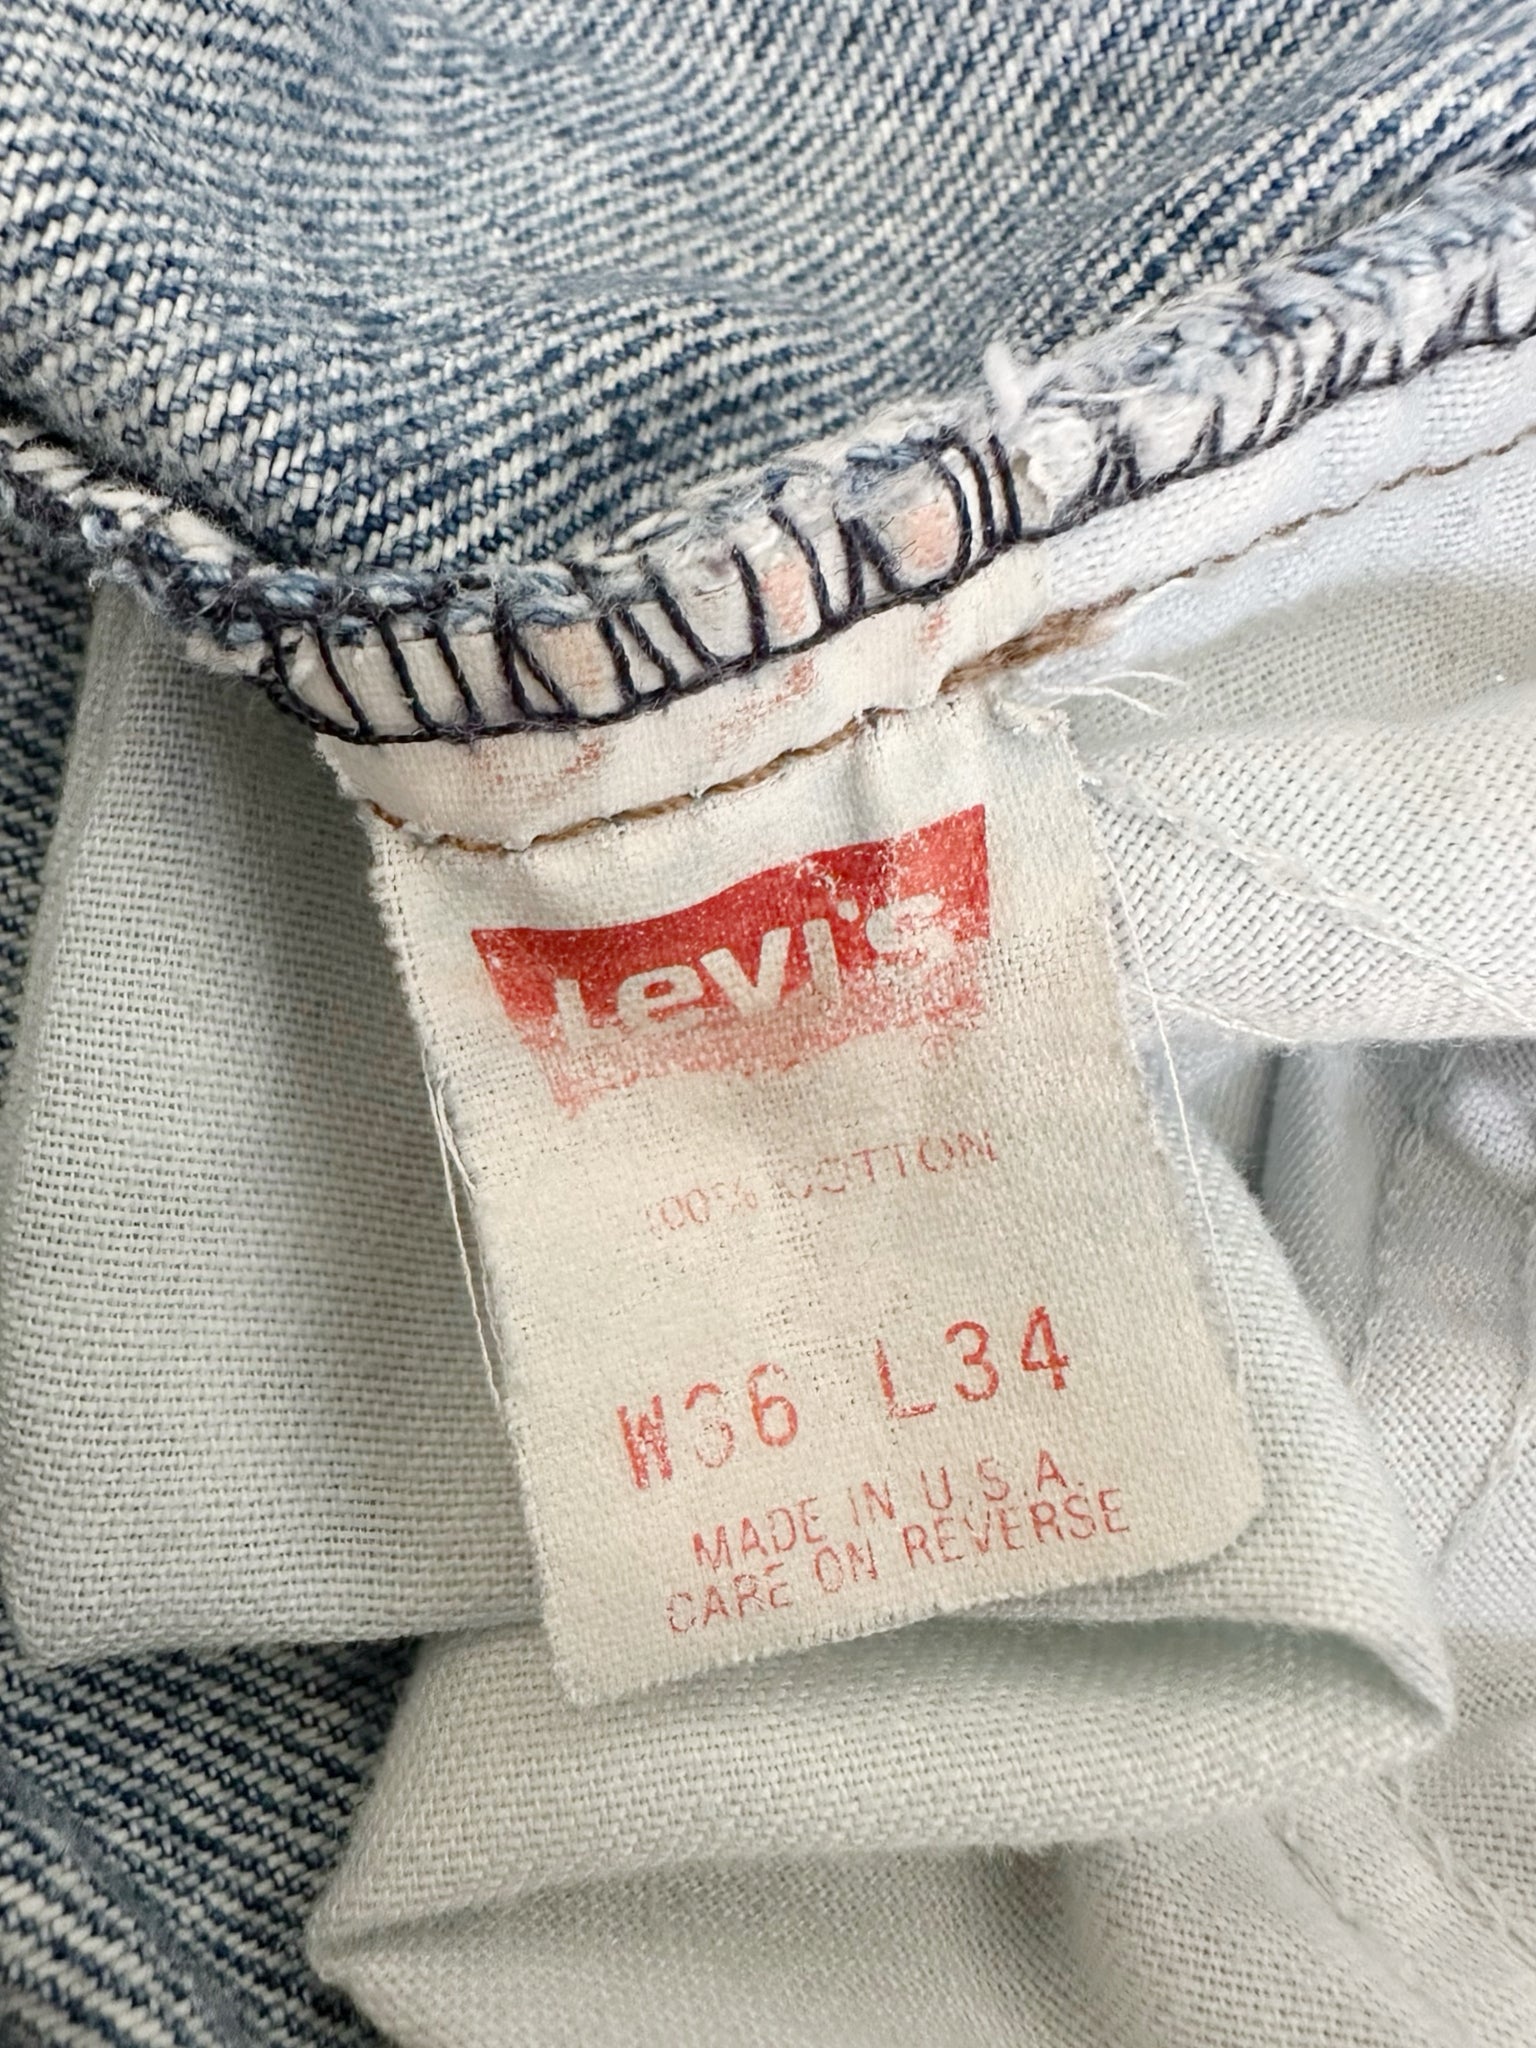 Levi's
100% COTTON
W36 L34
MADE IN U.S.A.
CARE ON REVERSE